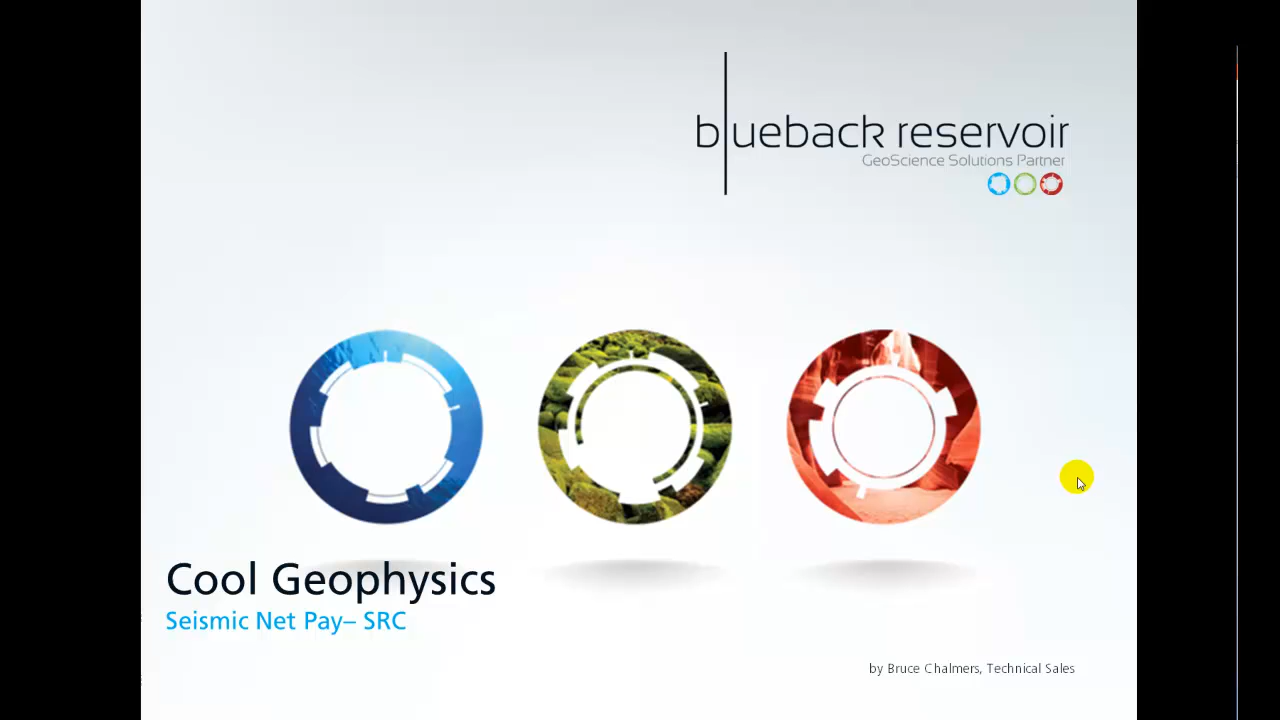 blueback reservoir
GeoScience Solutions Partner
Cool Geophysics
Seismic Net Pay– SRC
by Bruce Chalmers, Technical Sales